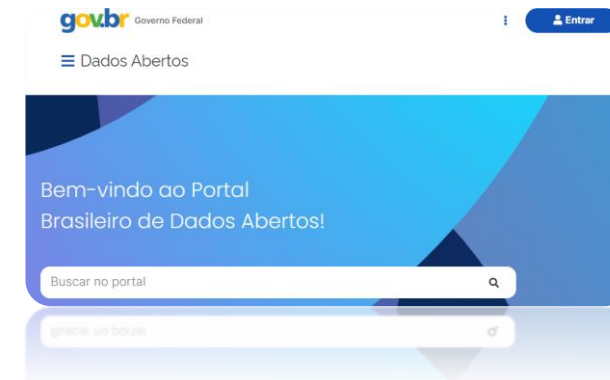 gov.br Governo Federal
Entrar
Dados Abertos
Bem-vindo ao Portal
Brasileiro de Dados Abertos!
Buscar no portal